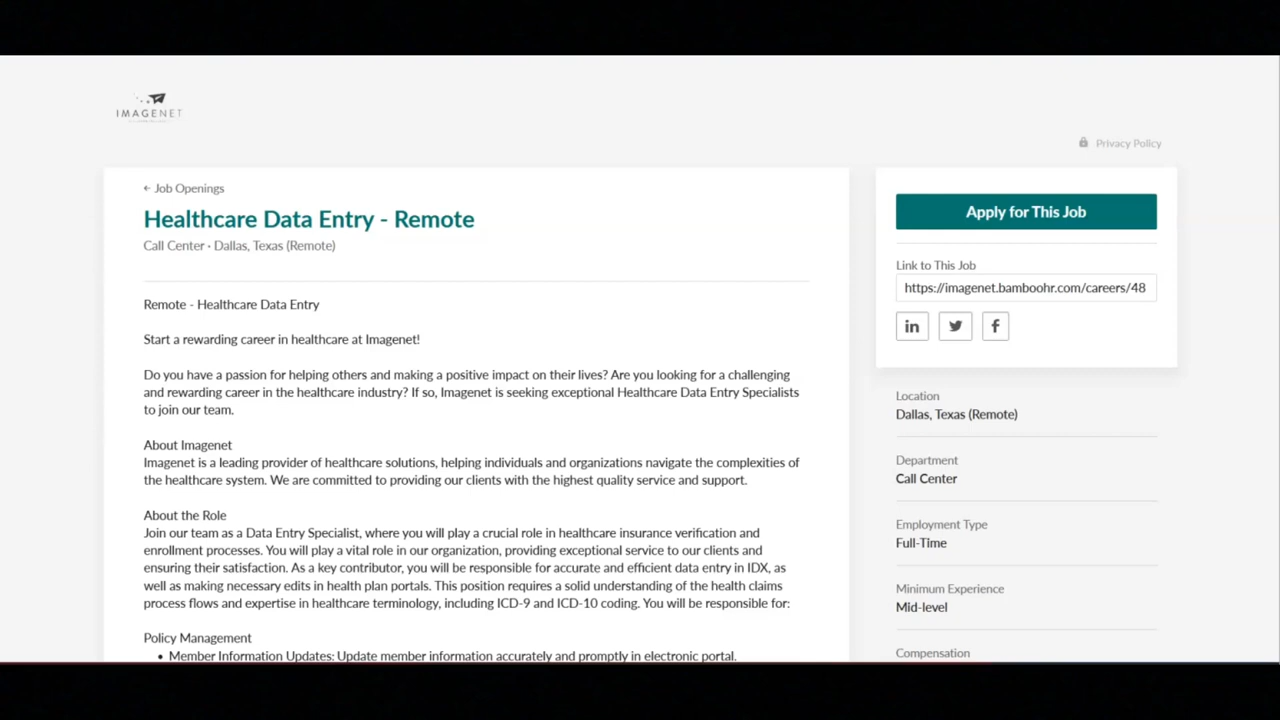 IMAGENET
Privacy Policy
← Job Openings
Healthcare Data Entry - Remote
Call Center · Dallas, Texas (Remote)
Remote - Healthcare Data Entry
Start a rewarding career in healthcare at Imagenet!
Do you have a passion for helping others and making a positive impact on their lives? Are you looking for a challenging
and rewarding career in the healthcare industry? If so, Imagenet is seeking exceptional Healthcare Data Entry Specialists
to join our team.
About Imagenet
Imagenet is a leading provider of healthcare solutions, helping individuals and organizations navigate the complexities of
the healthcare system. We are committed to providing our clients with the highest quality service and support.
About the Role
Join our team as a Data Entry Specialist, where you will play a crucial role in healthcare insurance verification and
enrollment processes. You will play a vital role in our organization, providing exceptional service to our clients and
ensuring their satisfaction. As a key contributor, you will be responsible for accurate and efficient data entry in IDX, as
well as making necessary edits in health plan portals. This position requires a solid understanding of the health claims
process flows and expertise in healthcare terminology, including ICD-9 and ICD-10 coding. You will be responsible for:
Policy Management
• Member Information Updates: Update member information accurately and promptly in electronic portal.
Apply for This Job
Link to This Job
https://imagenet.bamboohr.com/careers/48
in
f
Location
Dallas, Texas (Remote)
Department
Call Center
Employment Type
Full-Time
Minimum Experience
Mid-level
Compensation